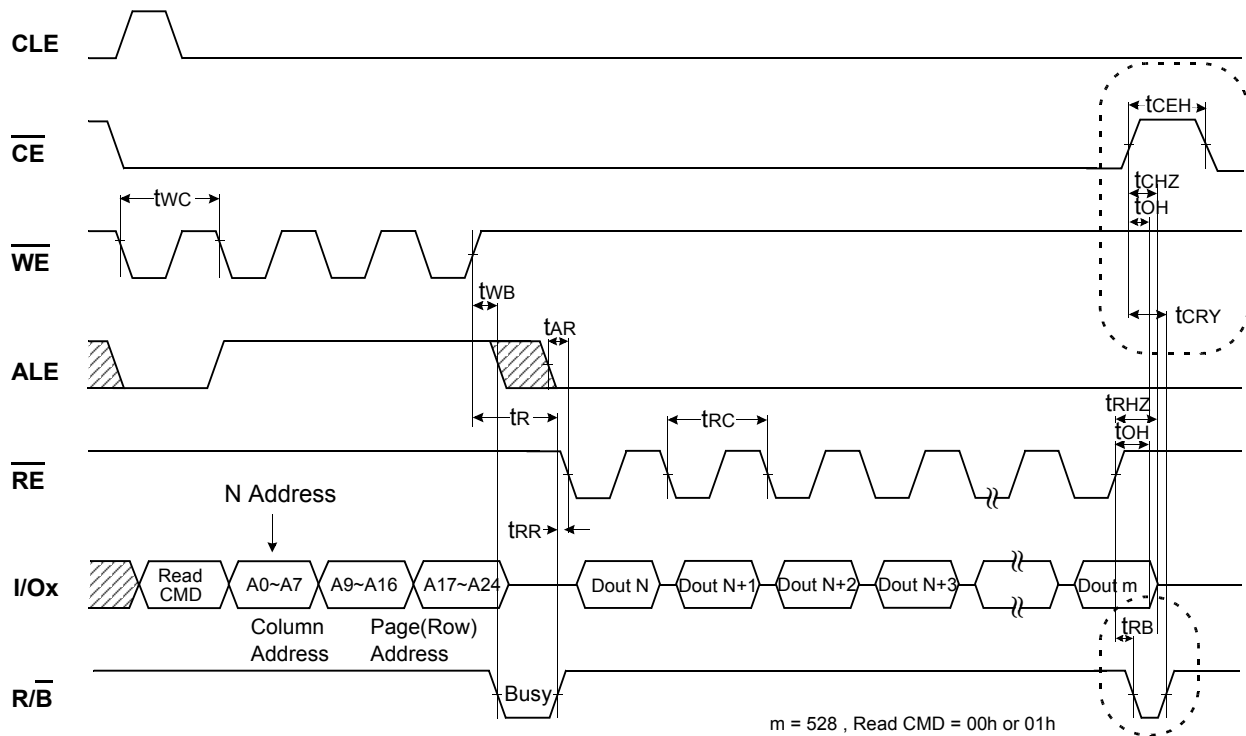 CLE
tCEH
CE
tCHZ
tWC
tOH
WE
tWB
tCRY
tAR
ALE
tRHZ
tR
tRC
tOH
RE
N Address
tRR
I/Ox
Read CMD
A0~A7
A9~A16
A17~A24
Dout N
Dout N+1
Dout N+2
Dout N+3
Dout m
Column Address
Page(Row) Address
tRB
R/B
Busy
m = 528 , Read CMD = 00h or 01h